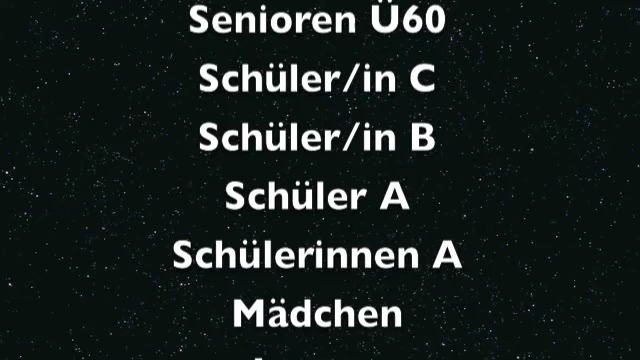 Senioren Ü60
Schüler/in C
Schüler/in B
Schüler A
Schülerinnen A
Mädchen